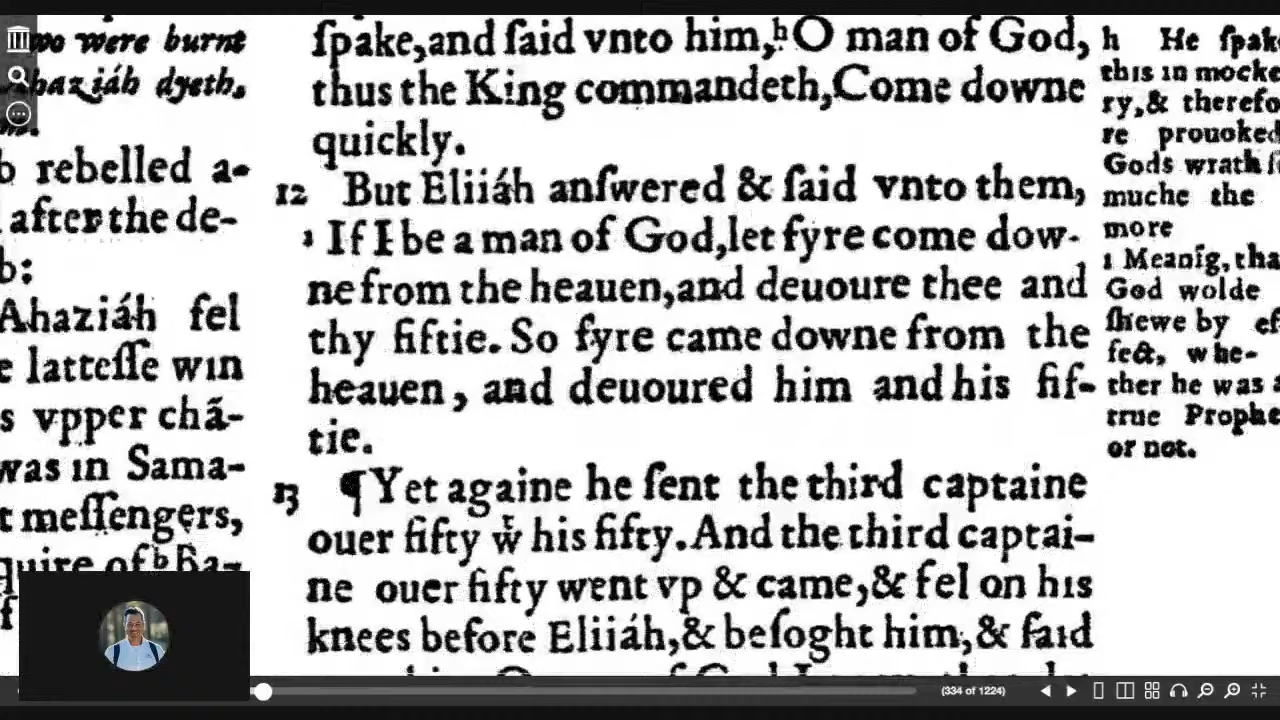 wo were burnt
Ahaziáh dyeth.
b rebelled a-
after the de-
b:
Ahaziáh fel
e lattesse win
s vpper chã-
was in Sama-
t messengers,
quire of
ſpake,and ſaid vnto him,ʰO man of God,
thus the King commandeth,Come downe
quickly.
12 But Eliiáh anſwered & ſaid vnto them,
ⁱ If I be a man of God,let fyre come dow-
ne from the heauen,and deuoure thee and
thy fiftie. So fyre came downe from the
heauen, and deuoured him and his fif-
tie.
13 ¶Yet againe he ſent the third captaine
ouer fifty wͭ his fifty.And the third captai-
ne ouer fifty went vp & came,& fel on his
knees before Eliiáh,& beſoght him,& ſaid
h He ſpak
this in mocke
ry,& therefo
re prouoked
Gods wrath
muche the
more
i Meanīg, tha
God wolde
ſhewe by ef
fect, whe-
ther he was a
true Prophe
or not.
(334 of 1224)